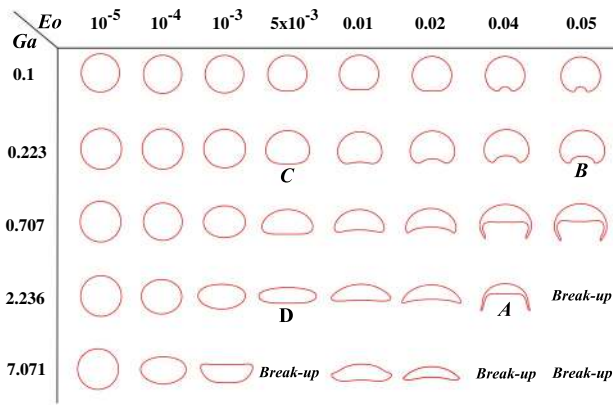 Eo 10⁻⁵ 10⁻⁴ 10⁻³ 5x10⁻³ 0.01 0.02 0.04 0.05
Ga
0.1
0.223
C B
0.707
2.236 Break-up
D A
7.071 Break-up Break-up Break-up